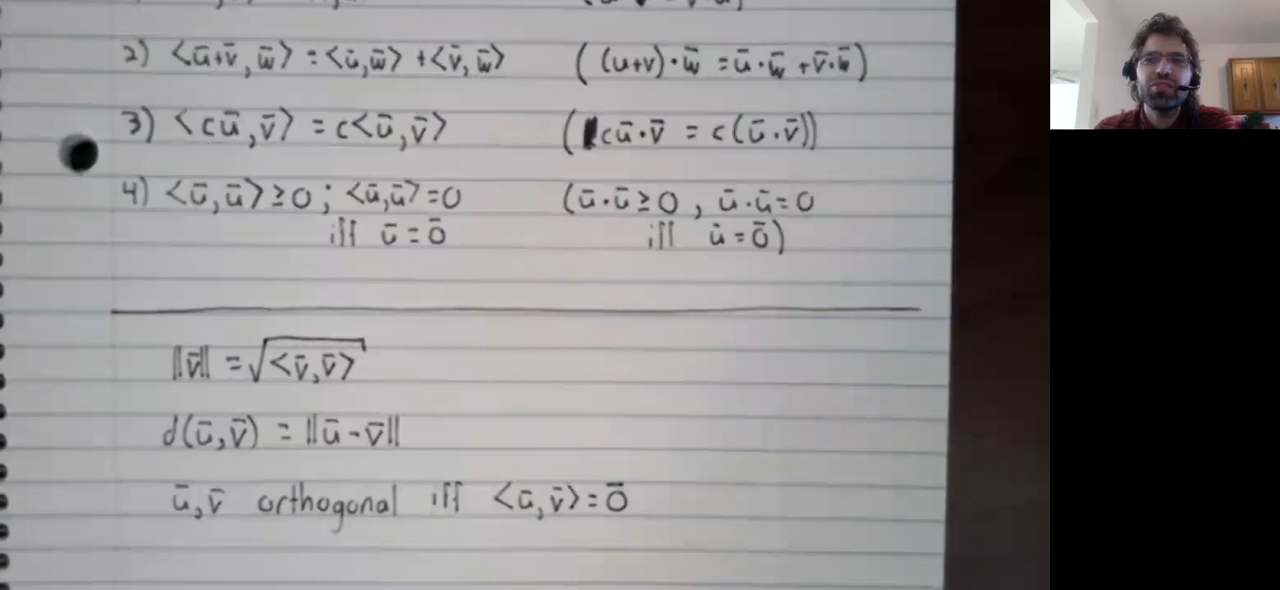 2) <ū+v̄, w̄> = <ū,w̄> + <v̄,w̄> ( (u+v)·w̄ = ū·w̄ + v̄·w̄ )
3) <cū, v̄> = c<ū, v̄> ( cū·v̄ = c(ū·v̄))
4) <ū,ū> ≥ 0 ; <ū,ū> = 0 (ū·ū ≥ 0 , ū·ū = 0
iff ū = 0̄ iff ū = 0̄)
||v̄|| = √<v̄,v̄>
d(ū,v̄) = ||ū - v̄||
ū,v̄ orthogonal iff <ū,v̄> = 0̄